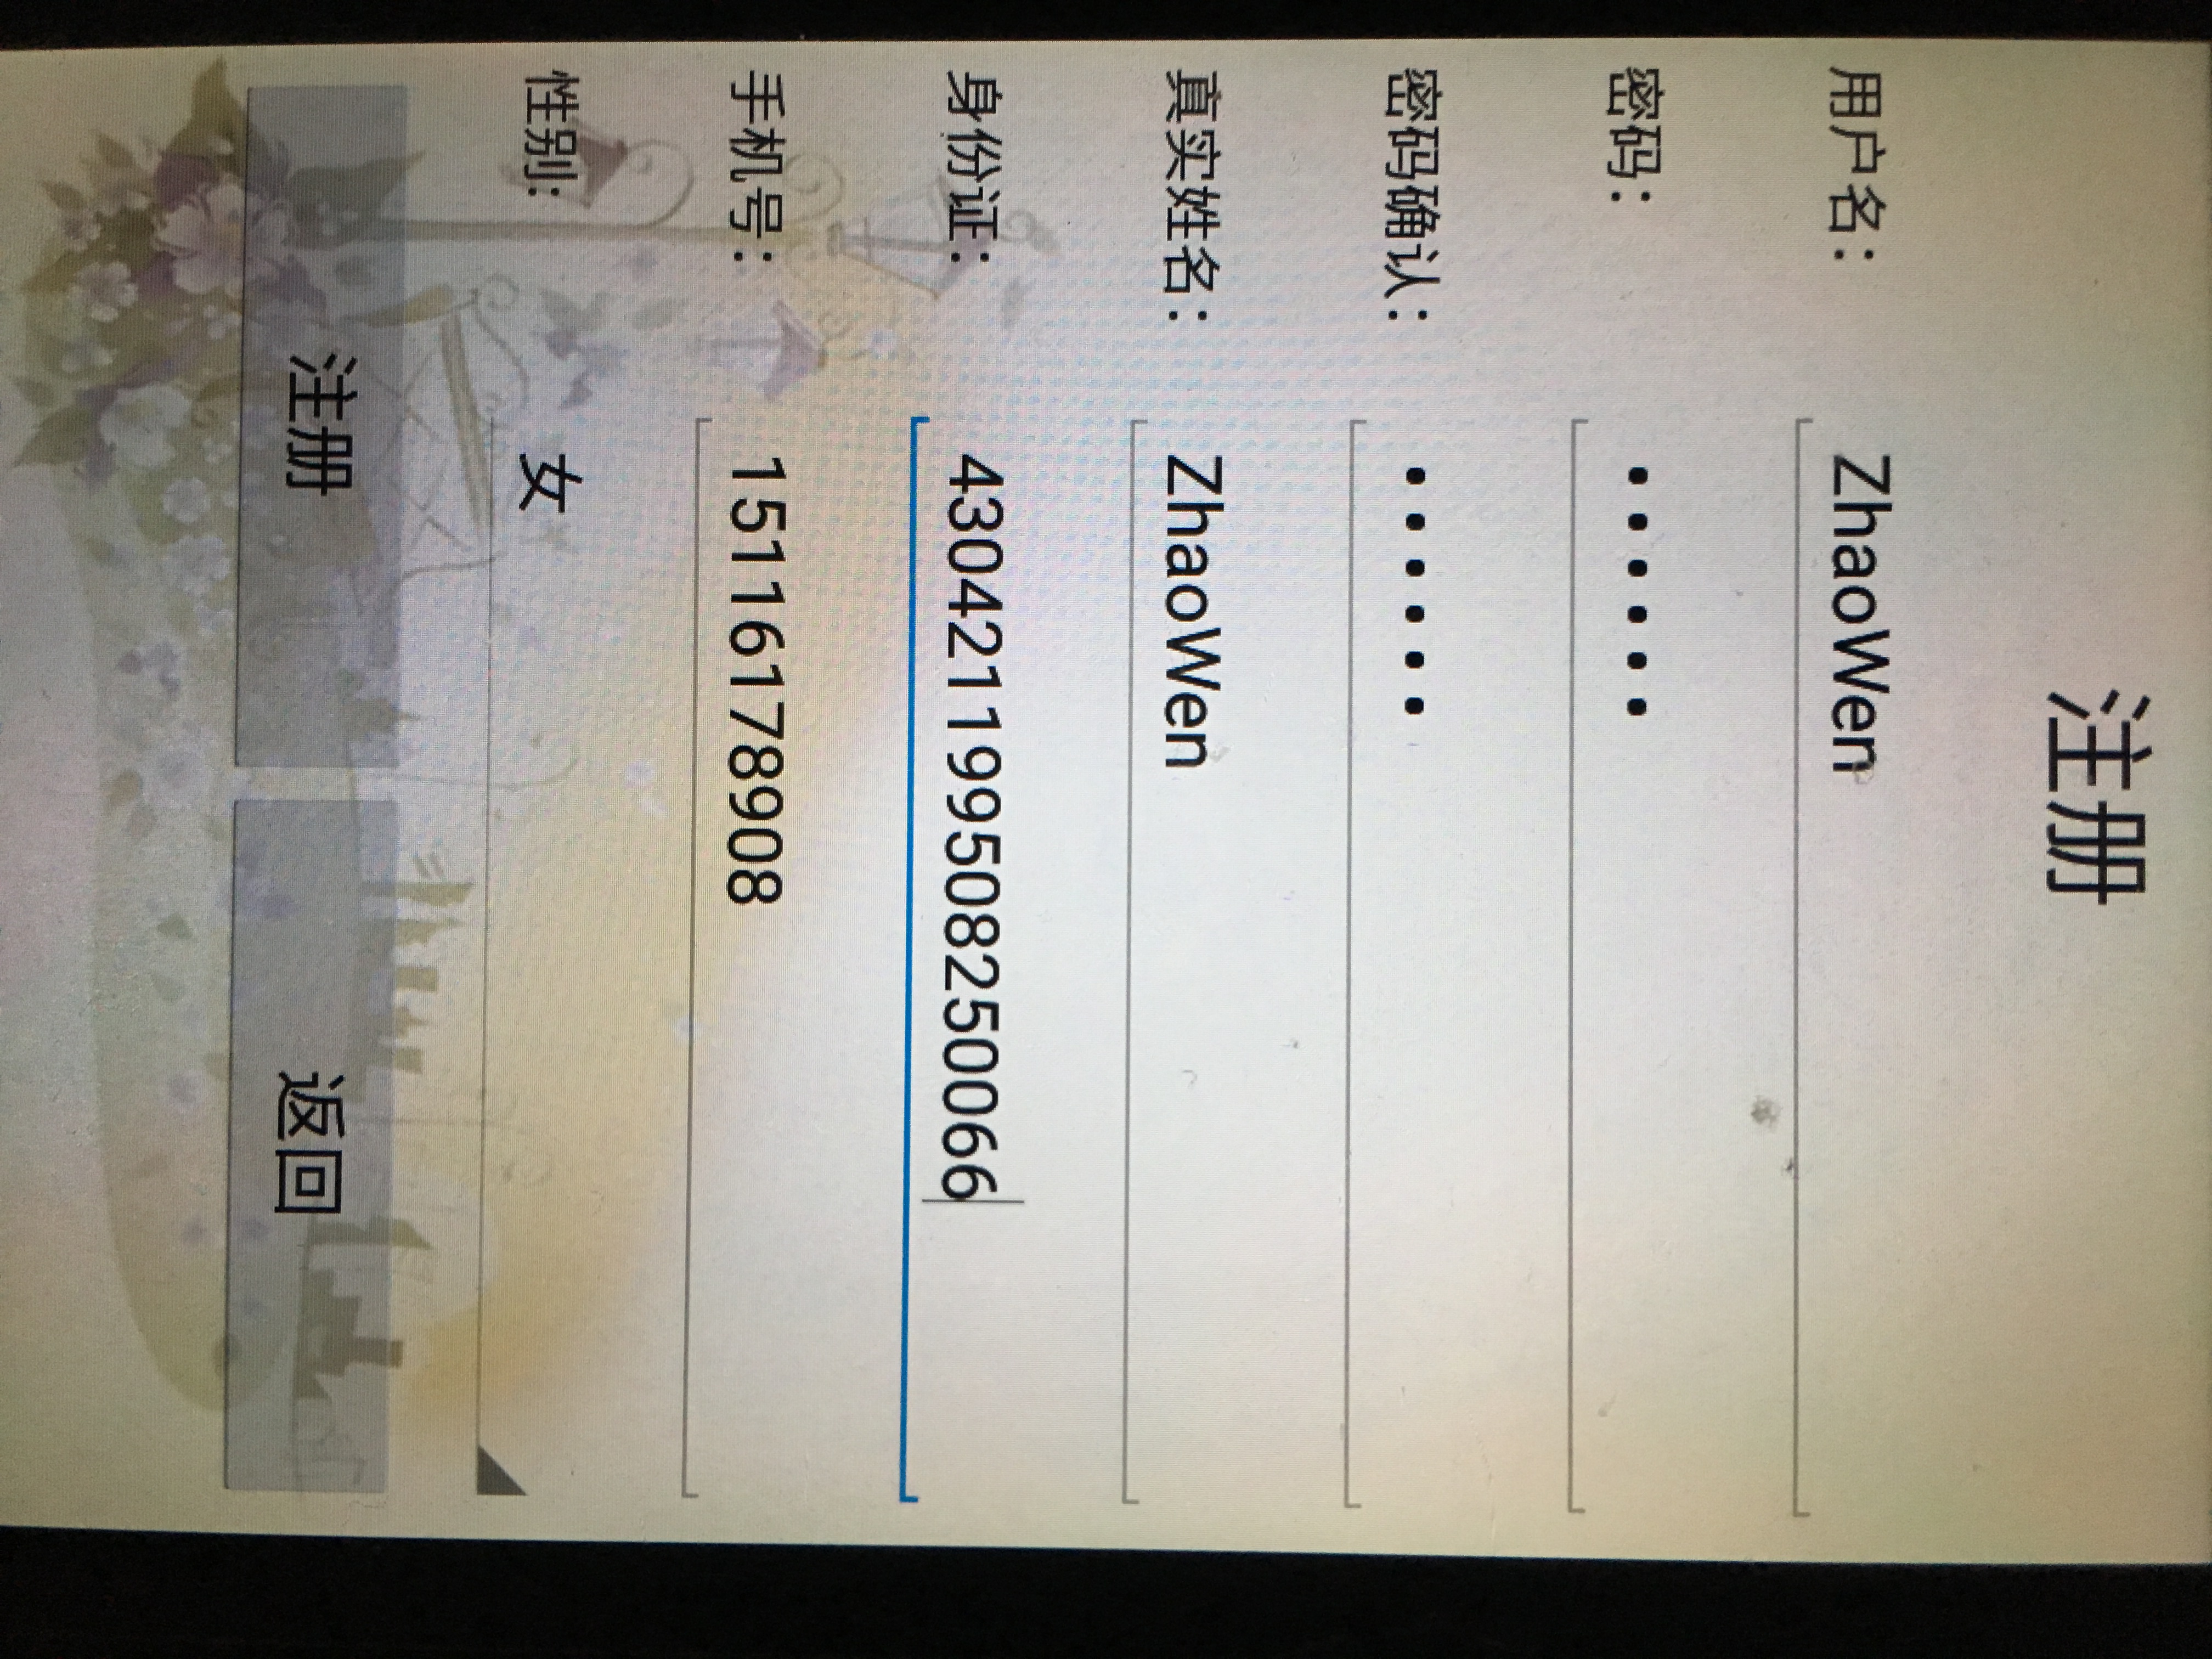 注册
用户名： ZhaoWen
密码： ••••••
密码确认： ••••••
真实姓名： ZhaoWen
身份证： 430421199508250066
手机号： 15116178908
性别: 女
注册 返回